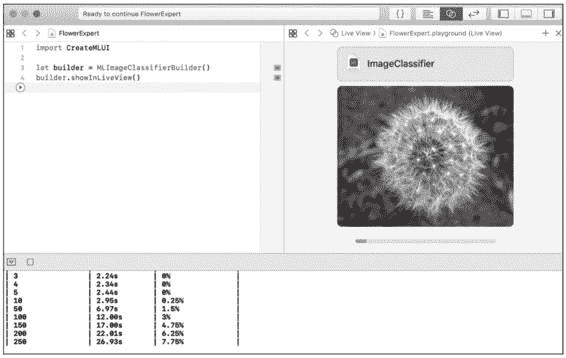 Ready to continue FlowerExpert
FlowerExpert
Live View
FlowerExpert.playground (Live View)
1 import CreateMLUI
2
3 let builder = MLImageClassifierBuilder()
4 builder.showInLiveView()
ImageClassifier
| 3 | 2.24s | 0% |
| 4 | 2.34s | 0% |
| 5 | 2.44s | 0% |
| 10 | 2.95s | 0.25% |
| 50 | 6.97s | 1.5% |
| 100 | 12.00s | 3% |
| 150 | 17.00s | 4.75% |
| 200 | 22.01s | 6.25% |
| 250 | 26.93s | 7.75% |